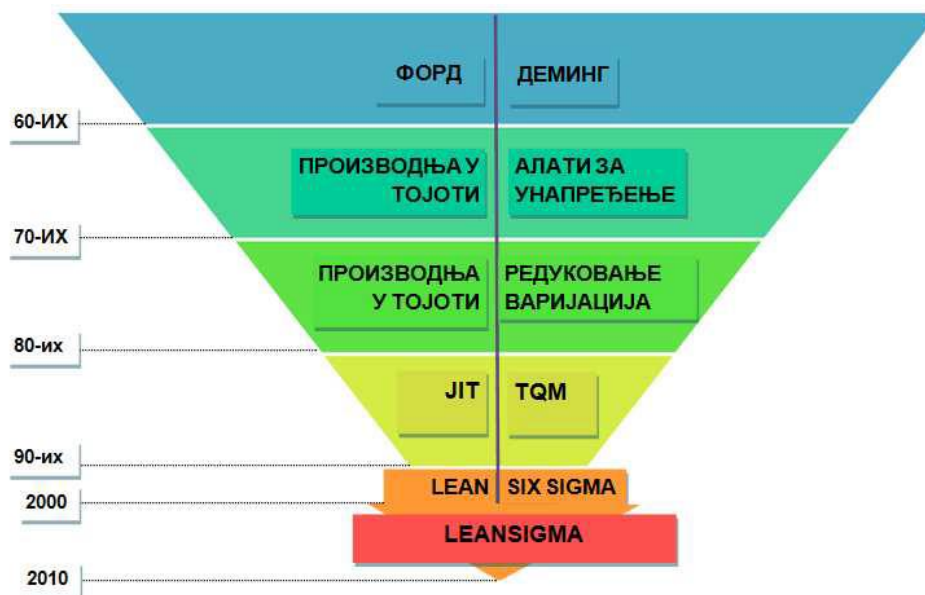 ФОРД
ДЕМИНГ
60-ИХ
ПРОИЗВОДЊА У
ТОЈОТИ
АЛАТИ ЗА
УНАПРЕЂЕЊЕ
70-ИХ
ПРОИЗВОДЊА
У ТОЈОТИ
РЕДУКОВАЊЕ
ВАРИЈАЦИЈА
80-их
JIT
TQM
90-их
LEAN
SIX SIGMA
2000
LEANSIGMA
2010